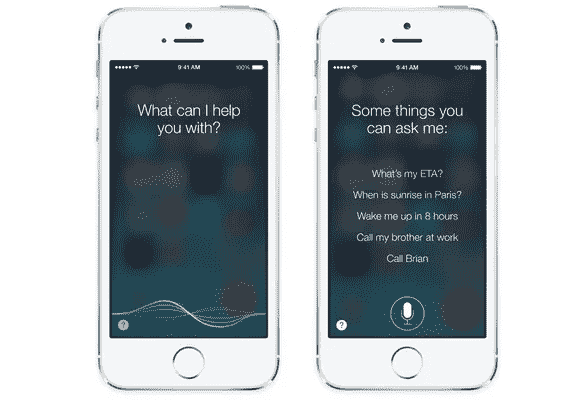 9:41 AM
100%
What can I help
you with?
?
9:41 AM
100%
Some things you
can ask me:
What's my ETA?
When is sunrise in Paris?
Wake me up in 8 hours
Call my brother at work
Call Brian
?